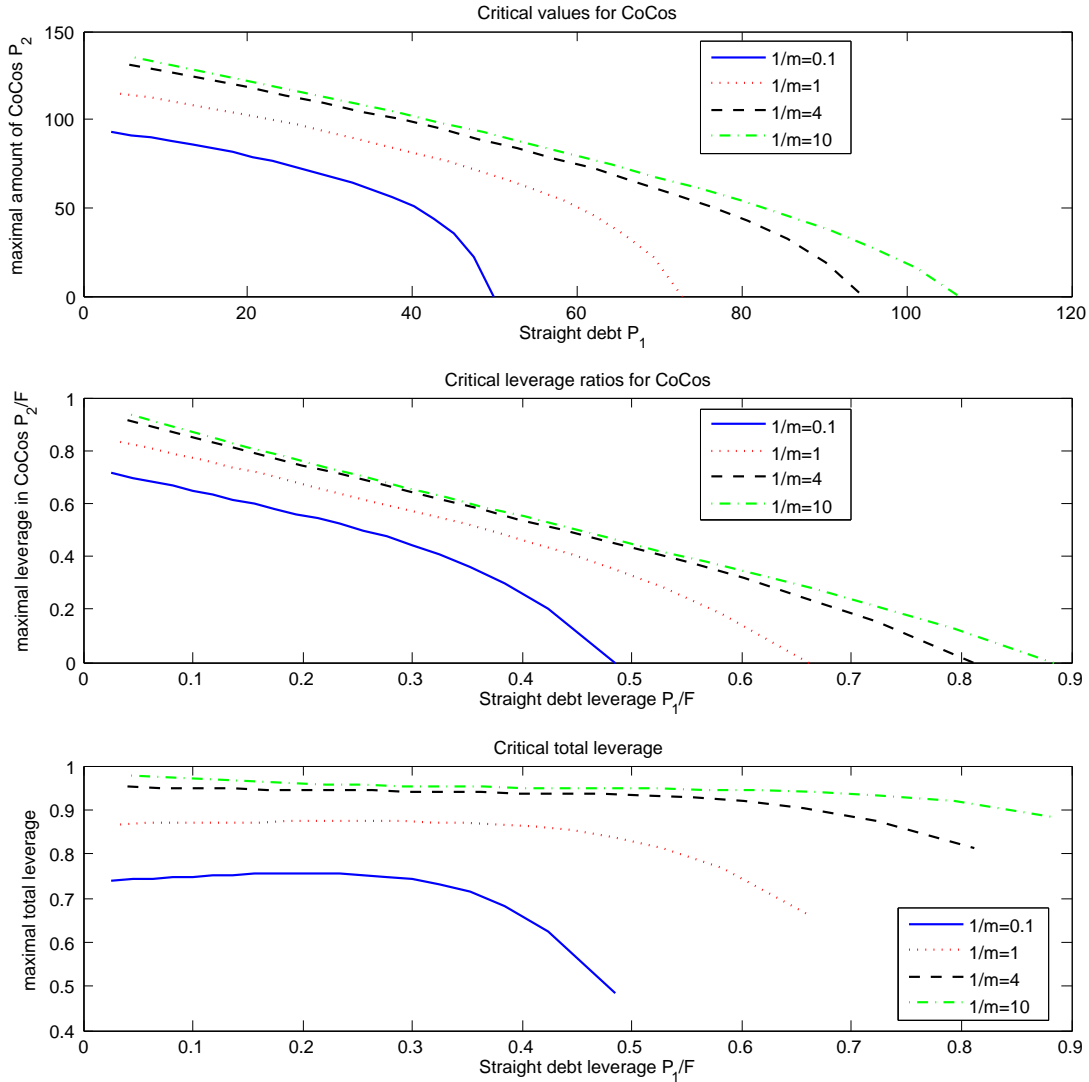 Critical values for CoCos
150
100
50
0
maximal amount of CoCos P_2
1/m=0.1
1/m=1
1/m=4
1/m=10
0 20 40 60 80 100 120
Straight debt P_1
Critical leverage ratios for CoCos
1
0.8
0.6
0.4
0.2
0
maximal leverage in CoCos P_2/F
1/m=0.1
1/m=1
1/m=4
1/m=10
0 0.1 0.2 0.3 0.4 0.5 0.6 0.7 0.8 0.9
Straight debt leverage P_1/F
Critical total leverage
1
0.9
0.8
0.7
0.6
0.5
0.4
maximal total leverage
1/m=0.1
1/m=1
1/m=4
1/m=10
0 0.1 0.2 0.3 0.4 0.5 0.6 0.7 0.8 0.9
Straight debt leverage P_1/F